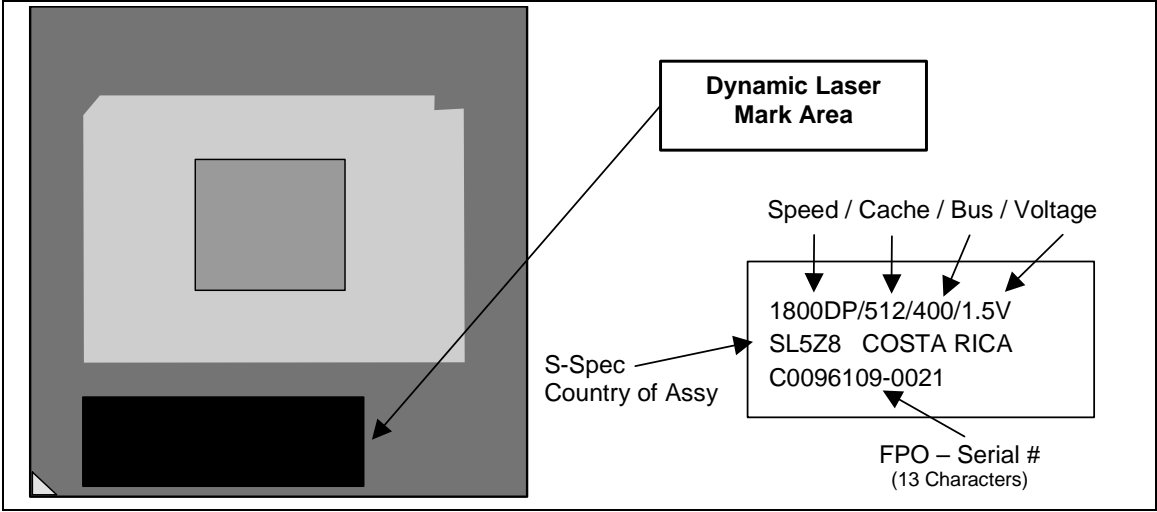 Dynamic Laser
Mark Area
Speed / Cache / Bus / Voltage
1800DP/512/400/1.5V
SL5Z8 COSTA RICA
C0096109-0021
S-Spec
Country of Assy
FPO – Serial #
(13 Characters)